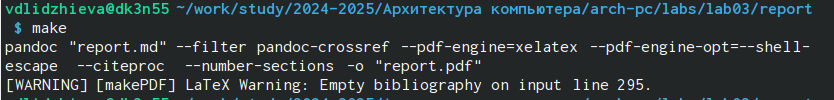 vdlidzhieva@dk3n55 ~/work/study/2024-2025/Архитектура компьютера/arch-pc/labs/lab03/report
$ make
pandoc "report.md" --filter pandoc-crossref --pdf-engine=xelatex --pdf-engine-opt=--shell-
escape --citeproc --number-sections -o "report.pdf"
[WARNING] [makePDF] LaTeX Warning: Empty bibliography on input line 295.